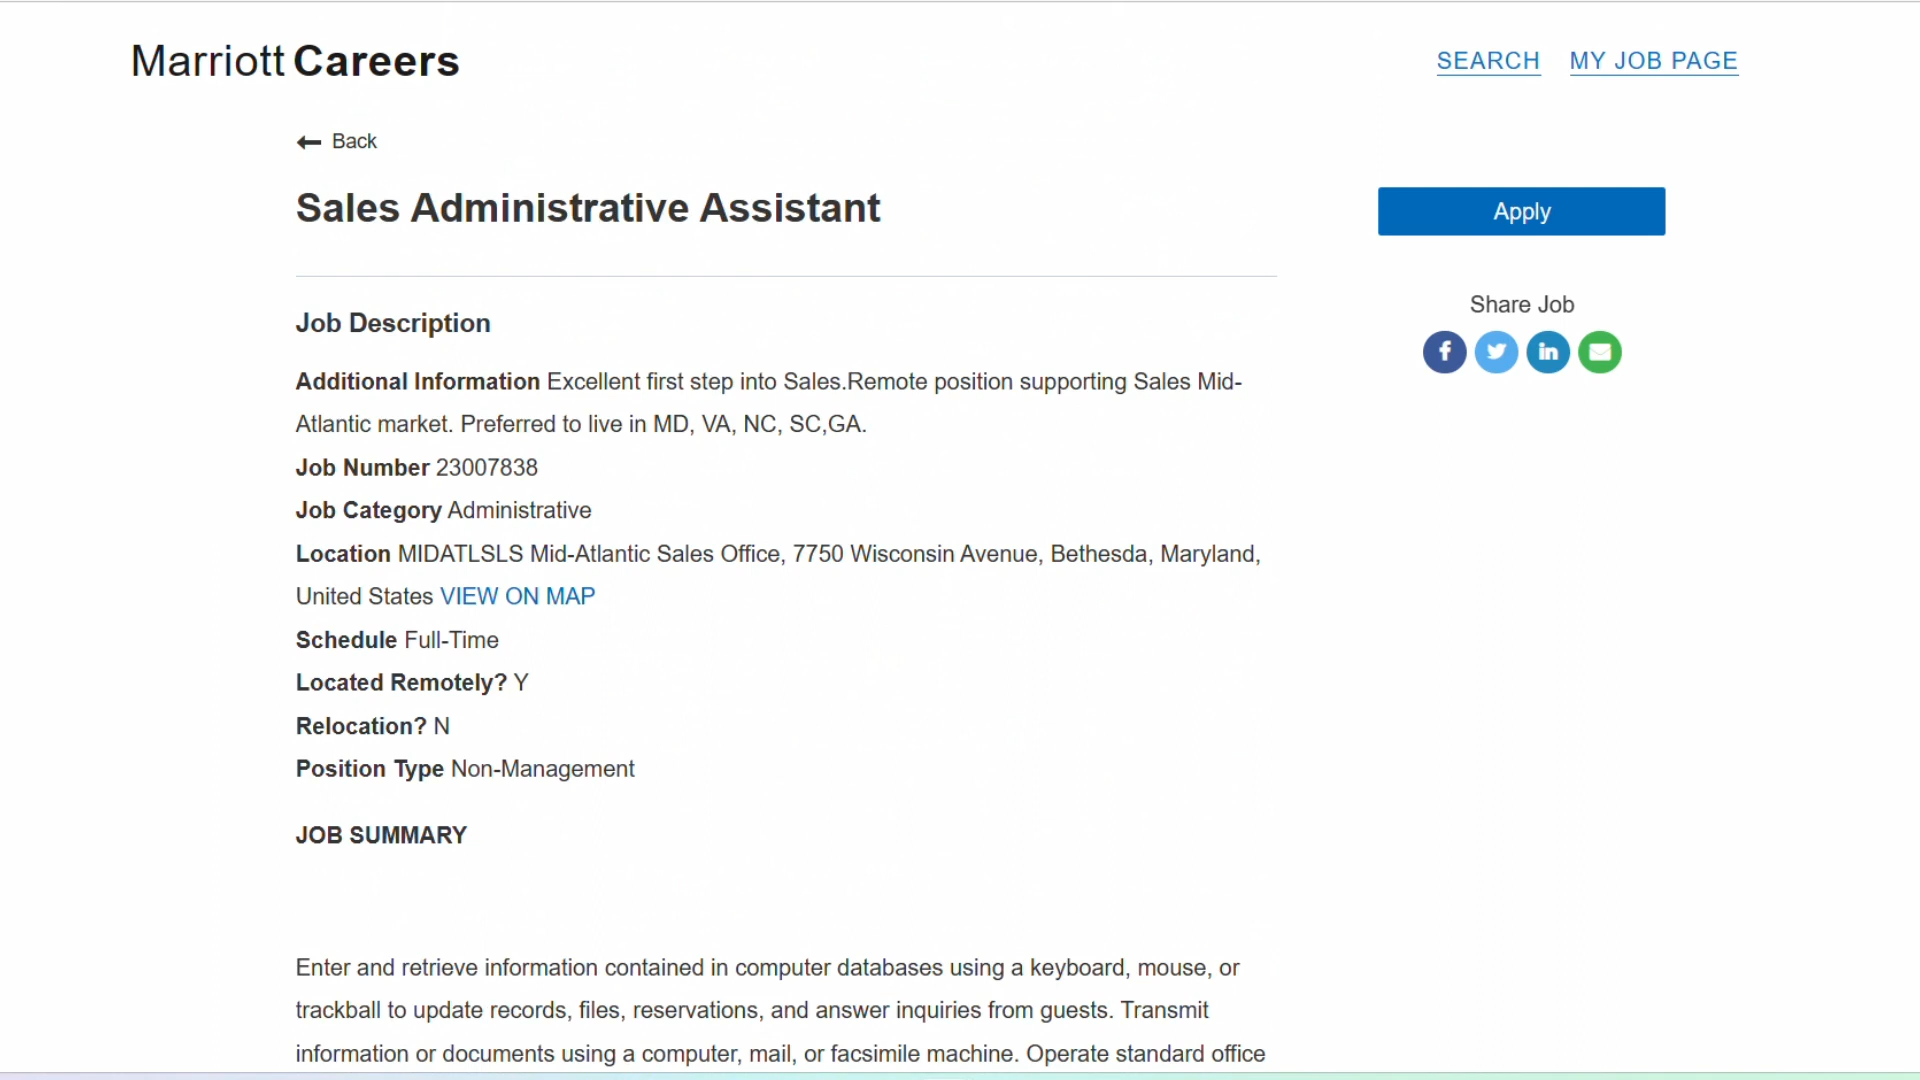 Marriott Careers
SEARCH MY JOB PAGE
Back
Sales Administrative Assistant
Apply
Share Job
Job Description
Additional Information Excellent first step into Sales.Remote position supporting Sales Mid-
Atlantic market. Preferred to live in MD, VA, NC, SC,GA.
Job Number 23007838
Job Category Administrative
Location MIDATLSLS Mid-Atlantic Sales Office, 7750 Wisconsin Avenue, Bethesda, Maryland,
United States VIEW ON MAP
Schedule Full-Time
Located Remotely? Y
Relocation? N
Position Type Non-Management
JOB SUMMARY
Enter and retrieve information contained in computer databases using a keyboard, mouse, or
trackball to update records, files, reservations, and answer inquiries from guests. Transmit
information or documents using a computer, mail, or facsimile machine. Operate standard office